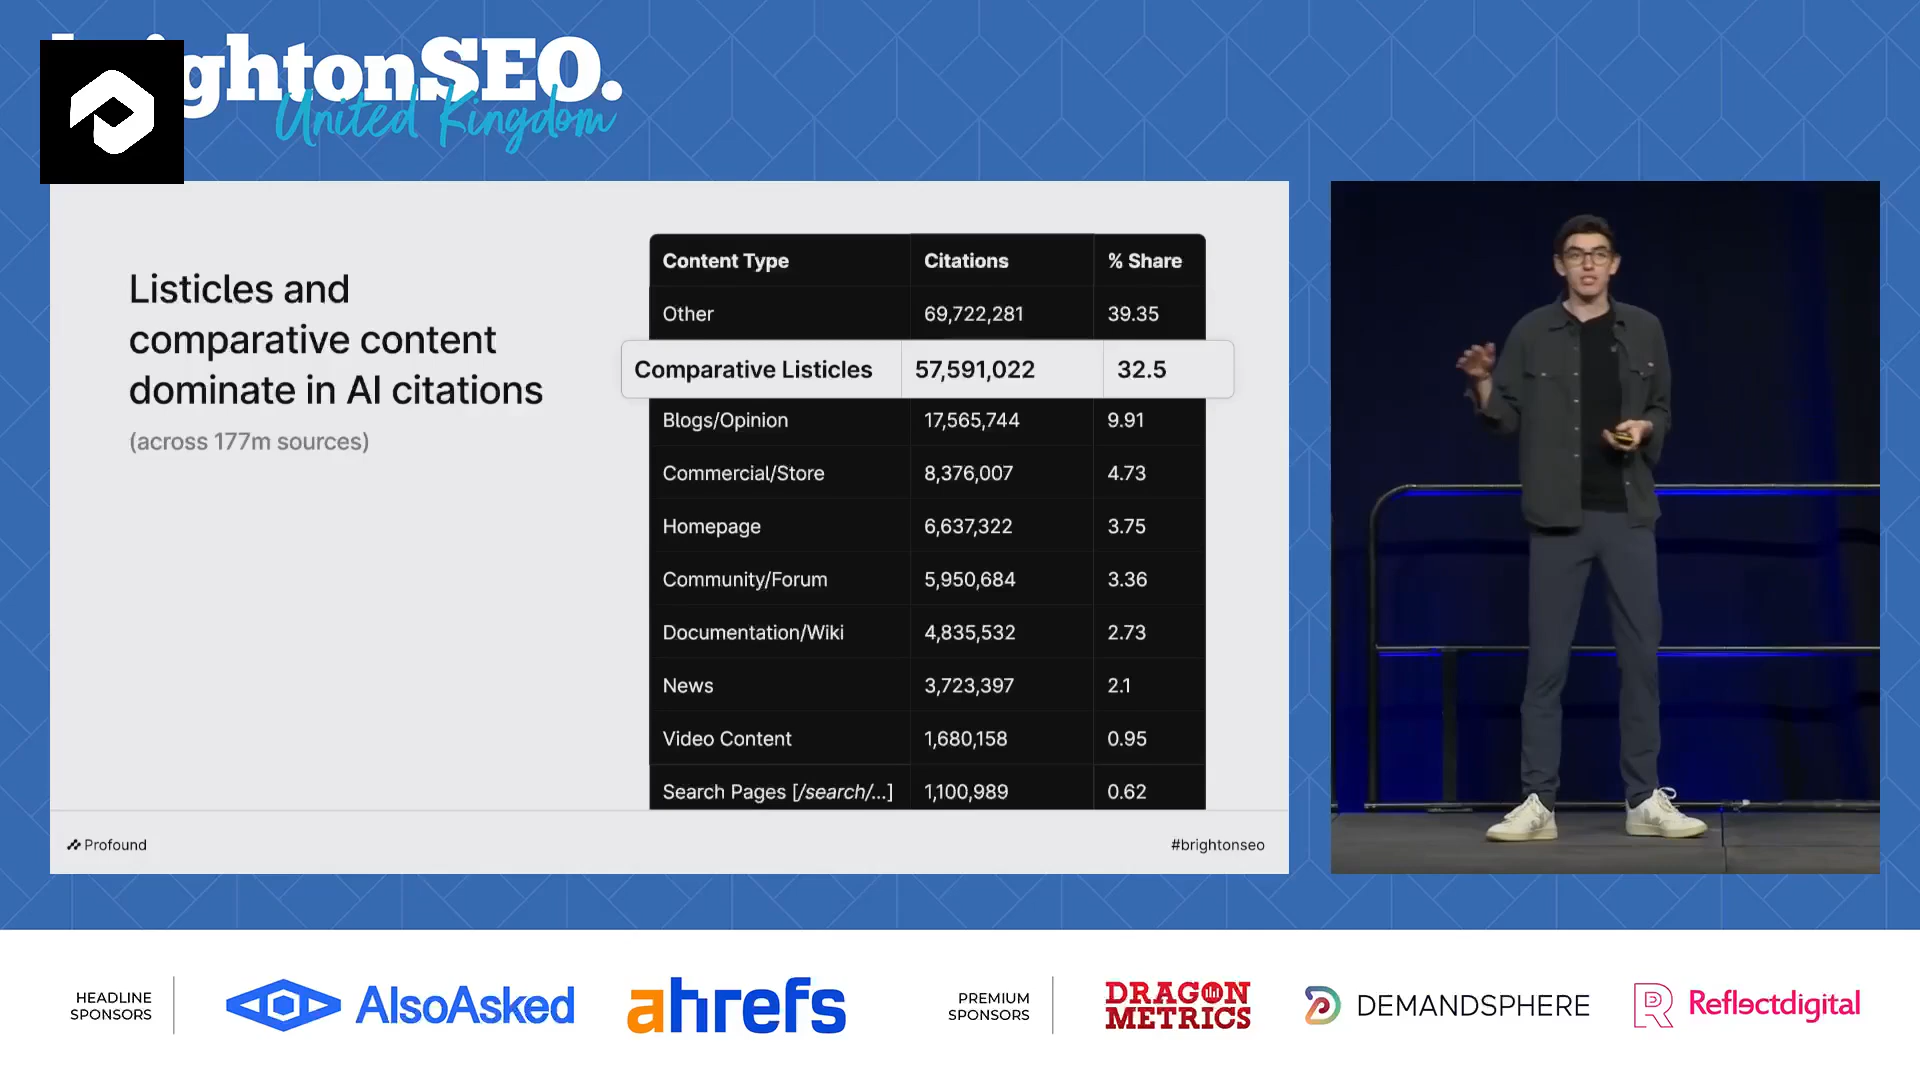 ightonSEO.
United Kingdom
Listicles and
comparative content
dominate in AI citations
(across 177m sources)
Content Type Citations % Share
Other 69,722,281 39.35
Comparative Listicles 57,591,022 32.5
Blogs/Opinion 17,565,744 9.91
Commercial/Store 8,376,007 4.73
Homepage 6,637,322 3.75
Community/Forum 5,950,684 3.36
Documentation/Wiki 4,835,532 2.73
News 3,723,397 2.1
Video Content 1,680,158 0.95
Search Pages [/search/...] 1,100,989 0.62
Profound
#brightonseo
HEADLINE
SPONSORS
AlsoAsked
ahrefs
PREMIUM
SPONSORS
DRAGON
METRICS
DEMANDSPHERE
Reflectdigital